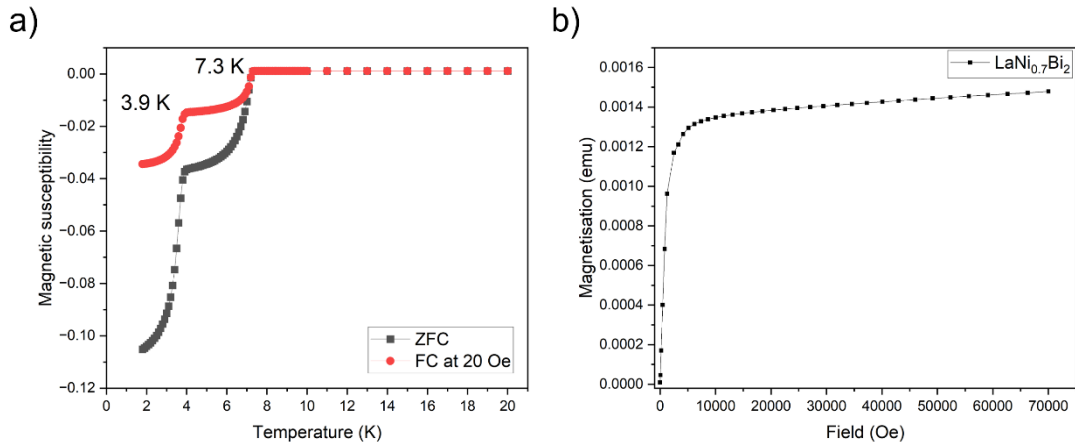 a)
7.3 K
3.9 K
Magnetic susceptibility
0.00
−0.02
−0.04
−0.06
−0.08
−0.10
−0.12
ZFC
FC at 20 Oe
0 2 4 6 8 10 12 14 16 18 20
Temperature (K)
b)
LaNi0.7Bi2
Magnetisation (emu)
0.0016
0.0014
0.0012
0.0010
0.0008
0.0006
0.0004
0.0002
0.0000
0 10000 20000 30000 40000 50000 60000 70000
Field (Oe)